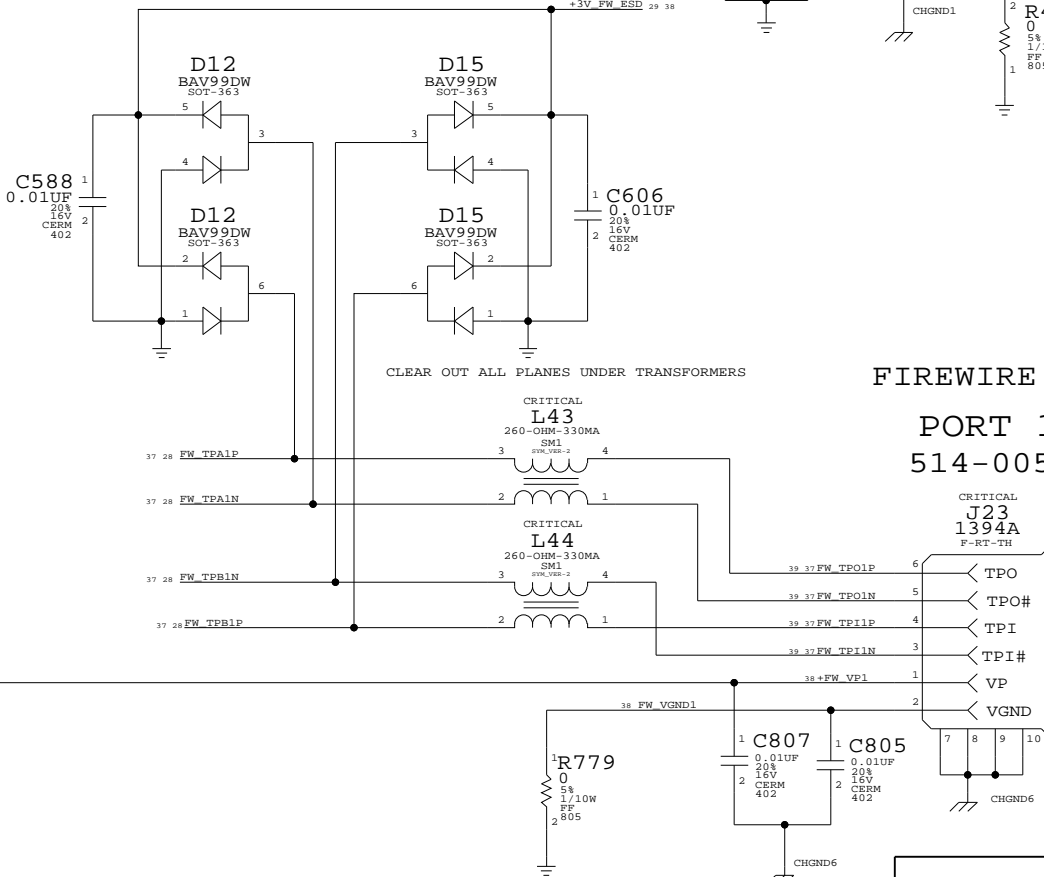 +3V_FW_ESD 29 38
CHGND1
2
R4
0
5%
1/1
FF
805
1
D12
BAV99DW
SOT-363
5
3
4
D15
BAV99DW
SOT-363
5
3
4
C588
0.01UF
20%
16V
CERM
402
1
2
C606
0.01UF
20%
16V
CERM
402
1
2
D12
BAV99DW
SOT-363
2
6
1
D15
BAV99DW
SOT-363
2
6
1
CLEAR OUT ALL PLANES UNDER TRANSFORMERS
FIREWIRE
PORT 1
514-005
CRITICAL
L43
260-OHM-330MA
SM1
SYM_VER-2
3
4
2
1
37 28 FW_TPA1P
37 28 FW_TPA1N
CRITICAL
L44
260-OHM-330MA
SM1
SYM_VER-2
3
4
2
1
37 28 FW_TPB1N
37 28 FW_TPB1P
CRITICAL
J23
1394A
F-RT-TH
39 37 FW_TPO1P 6 TPO
39 37 FW_TPO1N 5 TPO#
39 37 FW_TPI1P 4 TPI
39 37 FW_TPI1N 3 TPI#
38 +FW_VP1 1 VP
38 FW_VGND1 2 VGND
7 8 9 10
CHGND6
1
R779
0
5%
1/10W
FF
805
2
1
C807
0.01UF
20%
16V
CERM
402
2
1
C805
0.01UF
20%
16V
CERM
402
2
CHGND6